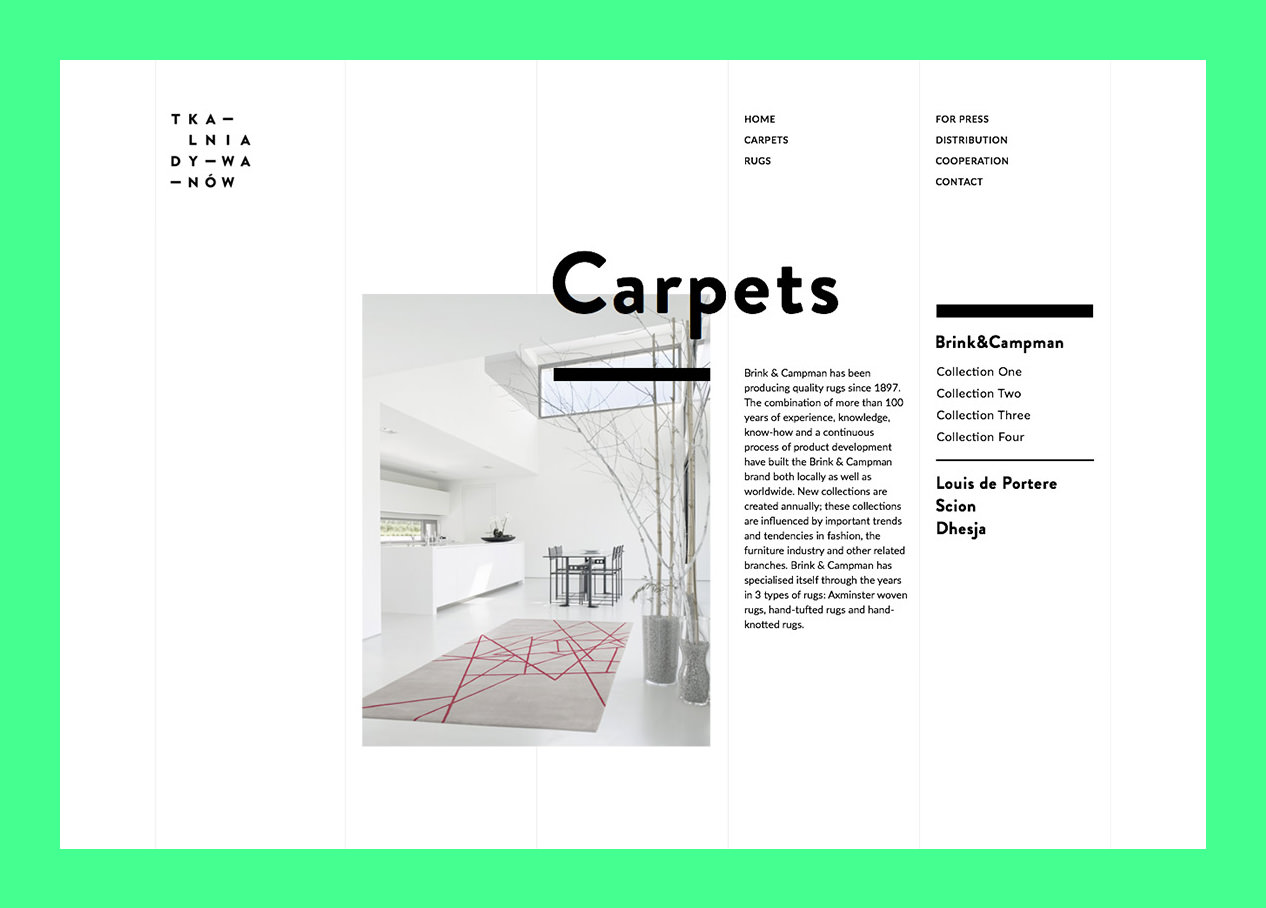 TKA—
LNIA
DY—WA
—NÓW
HOME
CARPETS
RUGS
FOR PRESS
DISTRIBUTION
COOPERATION
CONTACT
Carpets
Brink & Campman has been
producing quality rugs since 1897.
The combination of more than 100
years of experience, knowledge,
know-how and a continuous
process of product development
have built the Brink & Campman
brand both locally as well as
worldwide. New collections are
created annually; these collections
are influenced by important trends
and tendencies in fashion, the
furniture industry and other related
branches. Brink & Campman has
specialised itself through the years
in 3 types of rugs: Axminster woven
rugs, hand-tufted rugs and hand-
knotted rugs.
Brink&Campman
Collection One
Collection Two
Collection Three
Collection Four
Louis de Portere
Scion
Dhesja